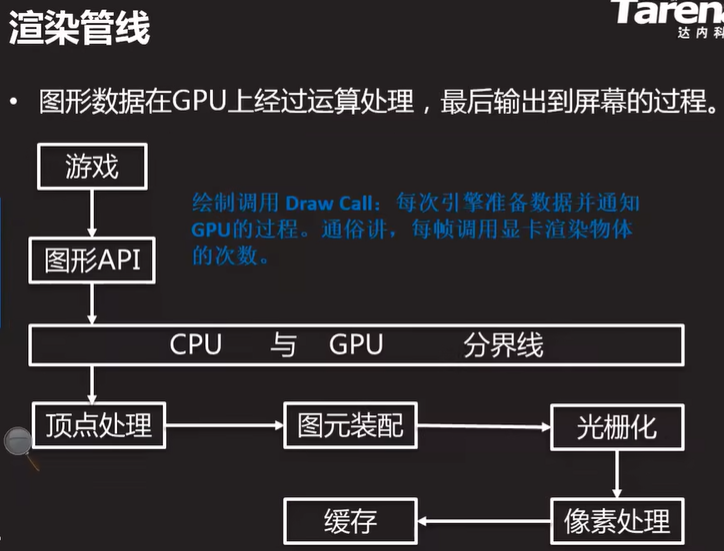 渲染管线
Tarena
达内科
• 图形数据在GPU上经过运算处理，最后输出到屏幕的过程。
游戏
绘制调用 Draw Call：每次引擎准备数据并通知
GPU的过程。通俗讲，每帧调用显卡渲染物体
的次数。
图形API
CPU 与 GPU 分界线
顶点处理
图元装配
光栅化
缓存
像素处理